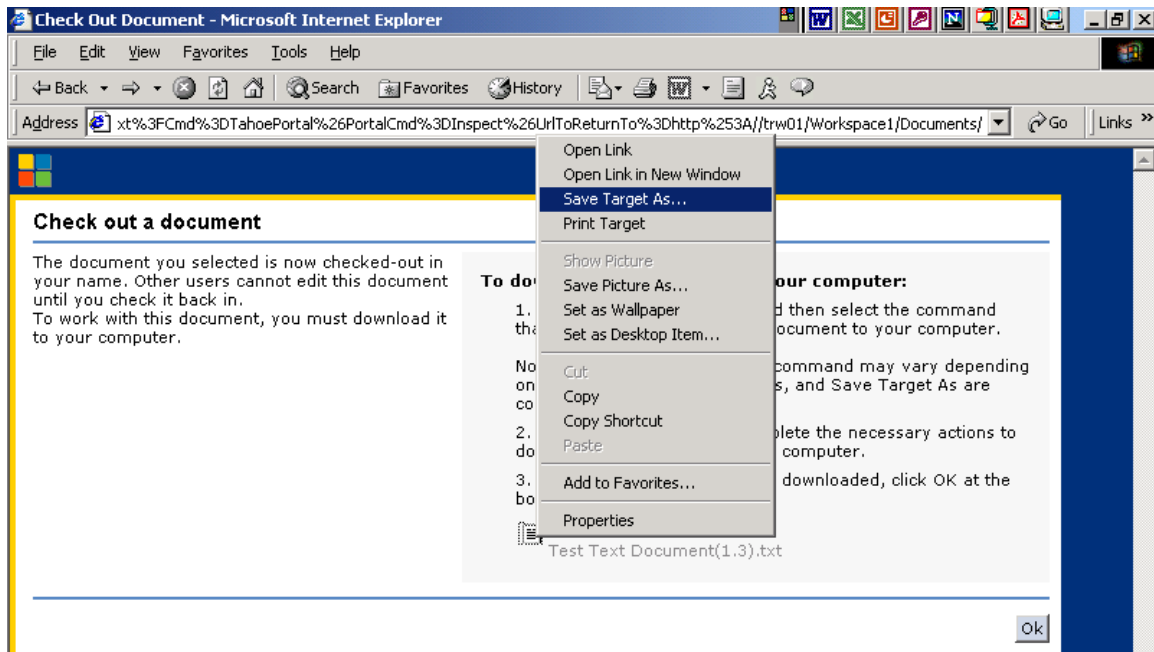 Check Out Document - Microsoft Internet Explorer
File Edit View Favorites Tools Help
Back Search Favorites History
Address xt%3FCmd%3DTahoePortal%26PortalCmd%3DInspect%26UrlToReturnTo%3Dhttp%253A//trw01/Workspace1/Documents/ Go Links »
Check out a document
The document you selected is now checked-out in
your name. Other users cannot edit this document
until you check it back in.
To work with this document, you must download it
to your computer.
Open Link
Open Link in New Window
Save Target As...
Print Target
Show Picture
Save Picture As...
Set as Wallpaper
Set as Desktop Item...
Cut
Copy
Copy Shortcut
Paste
Add to Favorites...
Properties
To do our computer:
1. d then select the command
tha ocument to your computer.
No command may vary depending
on s, and Save Target As are
co
2. plete the necessary actions to
do computer.
3. downloaded, click OK at the
bo
Test Text Document(1.3).txt
Ok